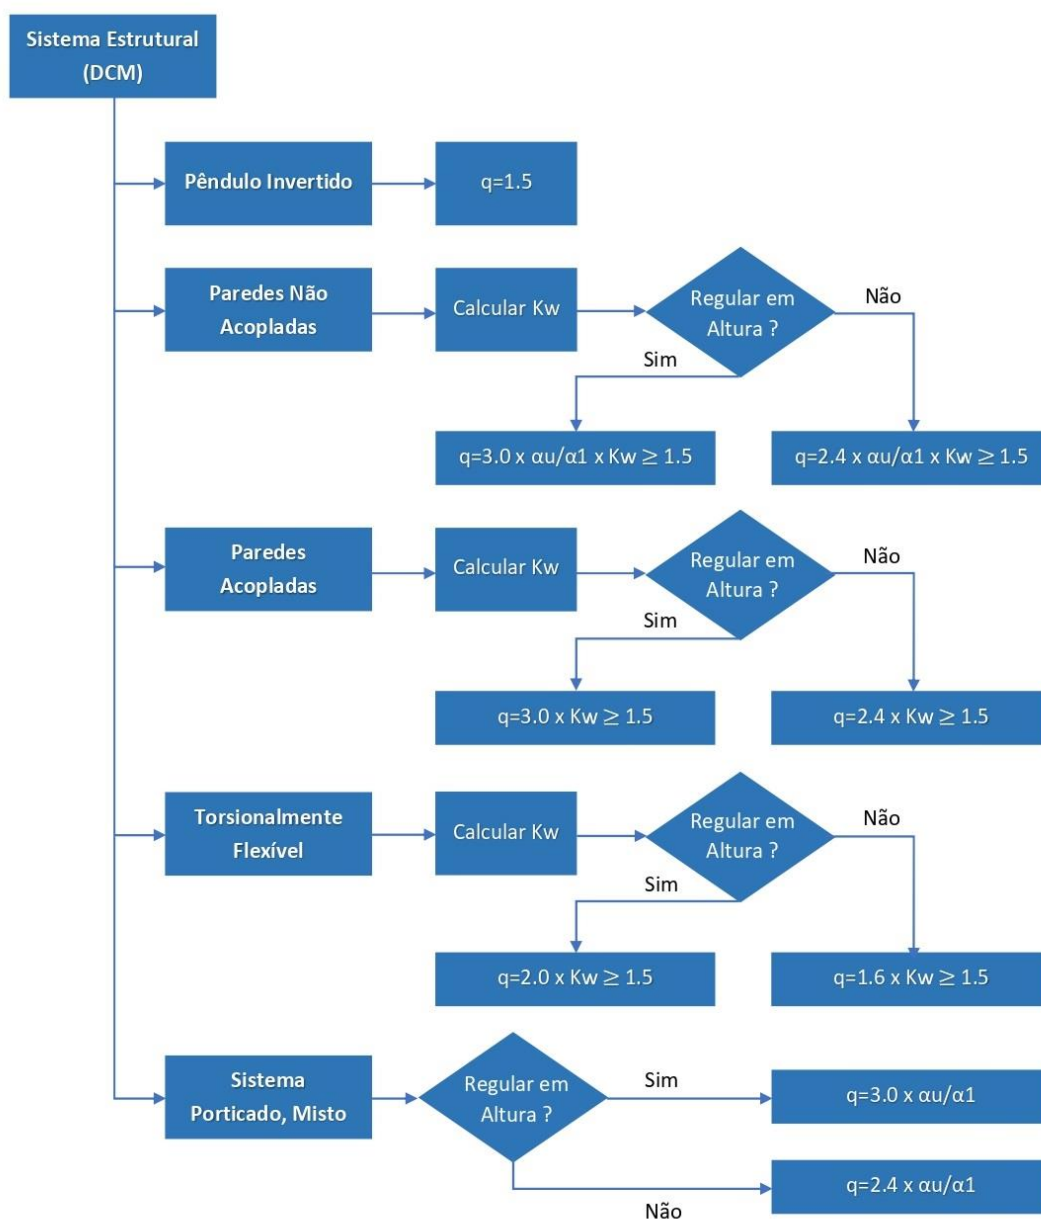 Sistema Estrutural
(DCM)
Pêndulo Invertido
q=1.5
Paredes Não
Acopladas
Calcular Kw
Regular em
Altura ?
Não
Sim
q=3.0 x αu/α1 x Kw ≥ 1.5
q=2.4 x αu/α1 x Kw ≥ 1.5
Paredes
Acopladas
Calcular Kw
Regular em
Altura ?
Não
Sim
q=3.0 x Kw ≥ 1.5
q=2.4 x Kw ≥ 1.5
Torsionalmente
Flexível
Calcular Kw
Regular em
Altura ?
Não
Sim
q=2.0 x Kw ≥ 1.5
q=1.6 x Kw ≥ 1.5
Sistema
Porticado, Misto
Regular em
Altura ?
Sim
q=3.0 x αu/α1
Não
q=2.4 x αu/α1